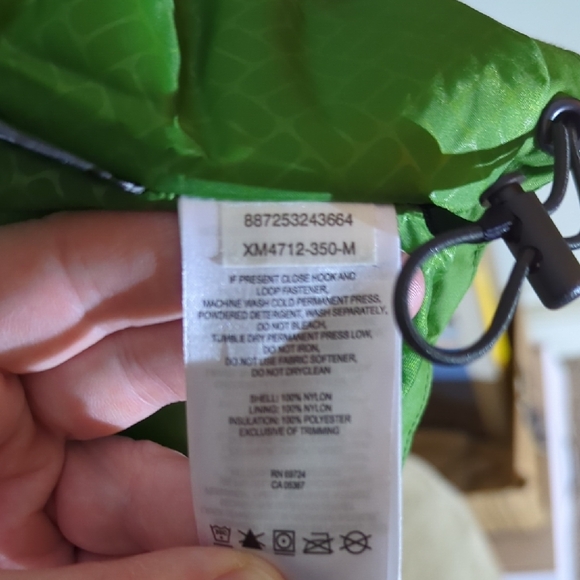 887253243664
XM4712-350-M
IF PRESENT CLOSE HOOK AND
LOOP FASTENER,
MACHINE WASH COLD PERMANENT PRESS,
POWDERED DETERGENT, WASH SEPARATELY,
DO NOT BLEACH,
TUMBLE DRY PERMANENT PRESS LOW,
DO NOT IRON,
DO NOT USE FABRIC SOFTENER,
DO NOT DRYCLEAN
SHELL: 100% NYLON
LINING: 100% NYLON
INSULATION: 100% POLYESTER
EXCLUSIVE OF TRIMMING
RN 69724
CA 05367